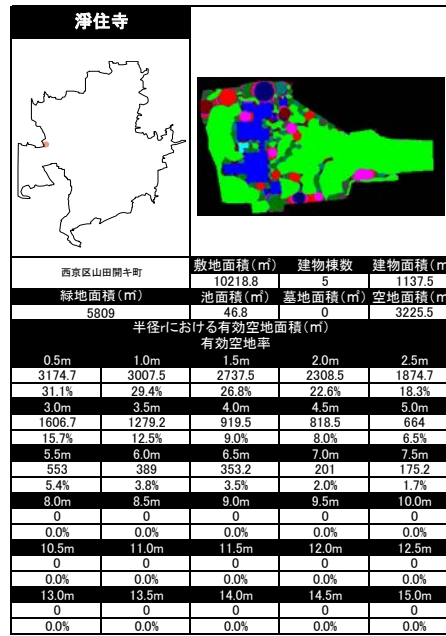 淨住寺
西京区山田開キ町
敷地面積(㎡) 建物棟数 建物面積(㎡
10218.8 5 1137.5
緑地面積(㎡) 池面積(㎡) 墓地面積(㎡) 空地面積(㎡
5809 46.8 0 3225.5
半径rにおける有効空地面積(㎡)
有効空地率
0.5m 1.0m 1.5m 2.0m 2.5m
3174.7 3007.5 2737.5 2308.5 1874.7
31.1% 29.4% 26.8% 22.6% 18.3%
3.0m 3.5m 4.0m 4.5m 5.0m
1606.7 1279.2 919.5 818.5 664
15.7% 12.5% 9.0% 8.0% 6.5%
5.5m 6.0m 6.5m 7.0m 7.5m
553 389 353.2 201 175.2
5.4% 3.8% 3.5% 2.0% 1.7%
8.0m 8.5m 9.0m 9.5m 10.0m
0 0 0 0 0
0.0% 0.0% 0.0% 0.0% 0.0%
10.5m 11.0m 11.5m 12.0m 12.5m
0 0 0 0 0
0.0% 0.0% 0.0% 0.0% 0.0%
13.0m 13.5m 14.0m 14.5m 15.0m
0 0 0 0 0
0.0% 0.0% 0.0% 0.0% 0.0%